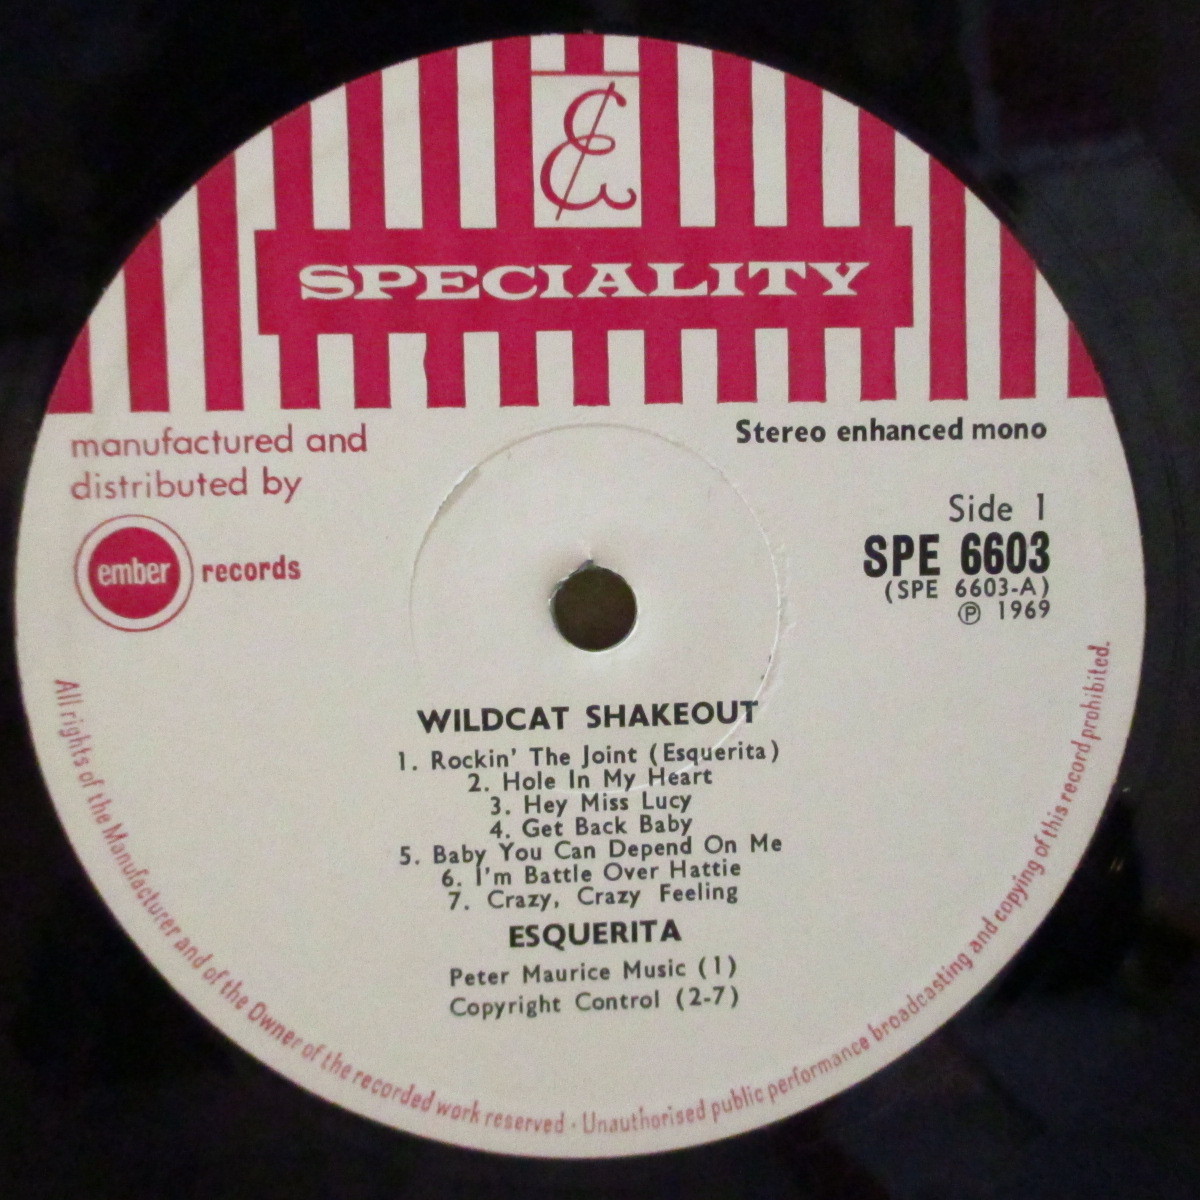 SPECIALITY
manufactured and
distributed by
ember records
Stereo enhanced mono
Side 1
SPE 6603
(SPE 6603-A)
Ⓟ 1969
WILDCAT SHAKEOUT
1. Rockin' The Joint (Esquerita)
2. Hole In My Heart
3. Hey Miss Lucy
4. Get Back Baby
5. Baby You Can Depend On Me
6. I'm Battle Over Hattie
7. Crazy, Crazy Feeling
ESQUERITA
Peter Maurice Music (1)
Copyright Control (2-7)
All rights of the Manufacturer and of the Owner of the recorded work reserved · Unauthorised public performance broadcasting and copying of this record prohibited.